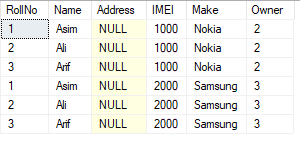 RollNo Name Address IMEI Make Owner
1 Asim NULL 1000 Nokia 2
2 Ali NULL 1000 Nokia 2
3 Arif NULL 1000 Nokia 2
1 Asim NULL 2000 Samsung 3
2 Ali NULL 2000 Samsung 3
3 Arif NULL 2000 Samsung 3